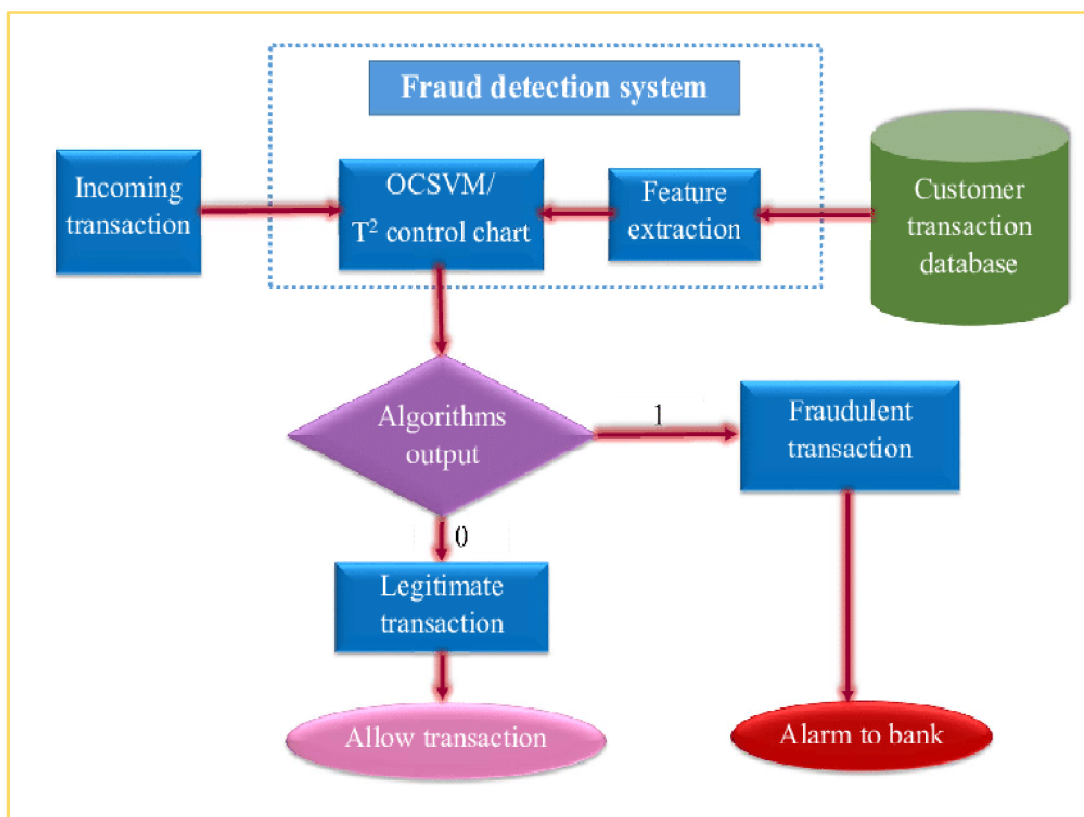 Fraud detection system
Incoming
transaction
OCSVM/
T² control chart
Feature
extraction
Customer
transaction
database
Algorithms
output
1
Fraudulent
transaction
0
Legitimate
transaction
Allow transaction
Alarm to bank